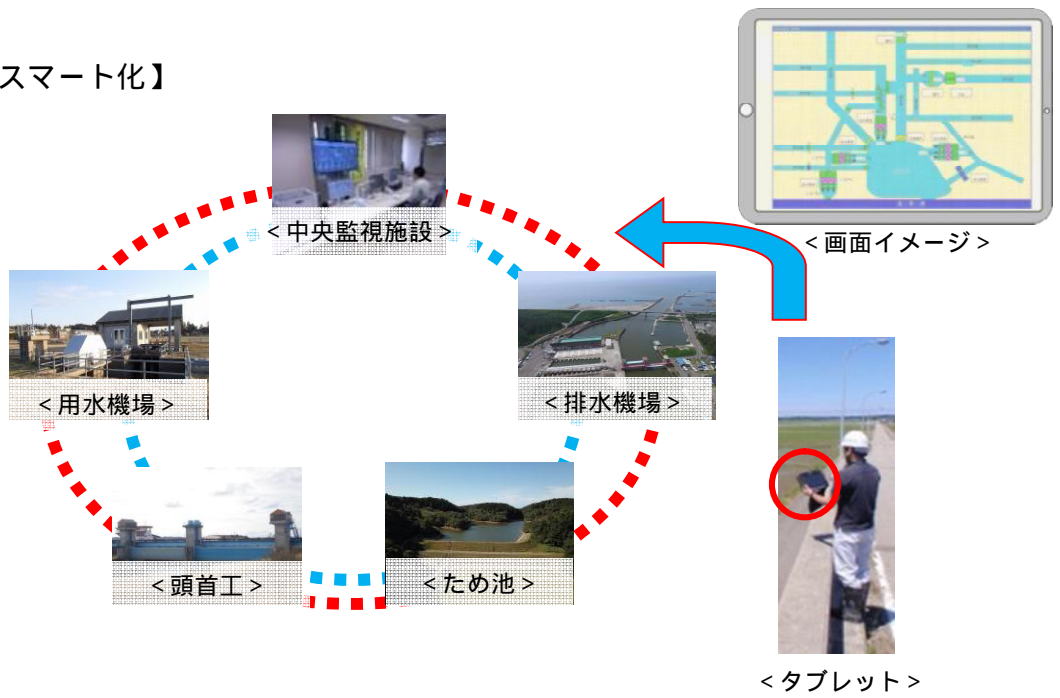 スマート化】
<中央監視施設>
<画面イメージ>
<用水機場>
<排水機場>
<頭首工>
<ため池>
<タブレット>